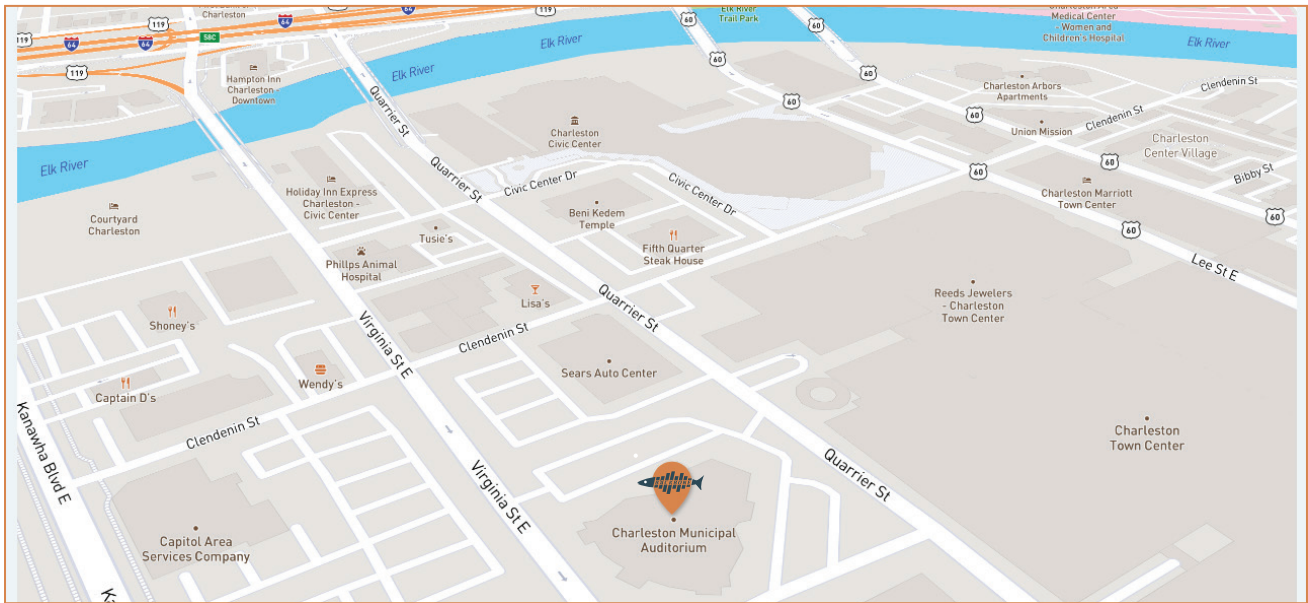 Charleston
119
119
64
64
64
58C
119
119
60
Elk River
Trail Park
60
Charleston Area
Medical Center
- Women and
Children's Hospital
Elk River
Elk River
Elk River
Elk River
Hampton Inn
Charleston
Downtown
Quarrier St
60
60
60
60
60
60
60
60
Charleston Arbors
Apartments
Clendenin St
Clendenin St
Union Mission
Charleston
Center Village
Bibby St
Charleston
Civic Center
Quarrier St
Civic Center Dr
Civic Center Dr
Charleston Marriott
Town Center
Holiday Inn Express
Charleston -
Civic Center
Courtyard
Charleston
Beni Kedem
Temple
Tusie's
Fifth Quarter
Steak House
Phillps Animal
Hospital
Lee St E
Reeds Jewelers
- Charleston
Town Center
Lisa's
Quarrier St
Shoney's
Virginia St E
Clendenin St
Sears Auto Center
Wendy's
Captain D's
Kanawha Blvd E
Clendenin St
Charleston
Town Center
Quarrier St
Virginia St E
Capitol Area
Services Company
Charleston Municipal
Auditorium